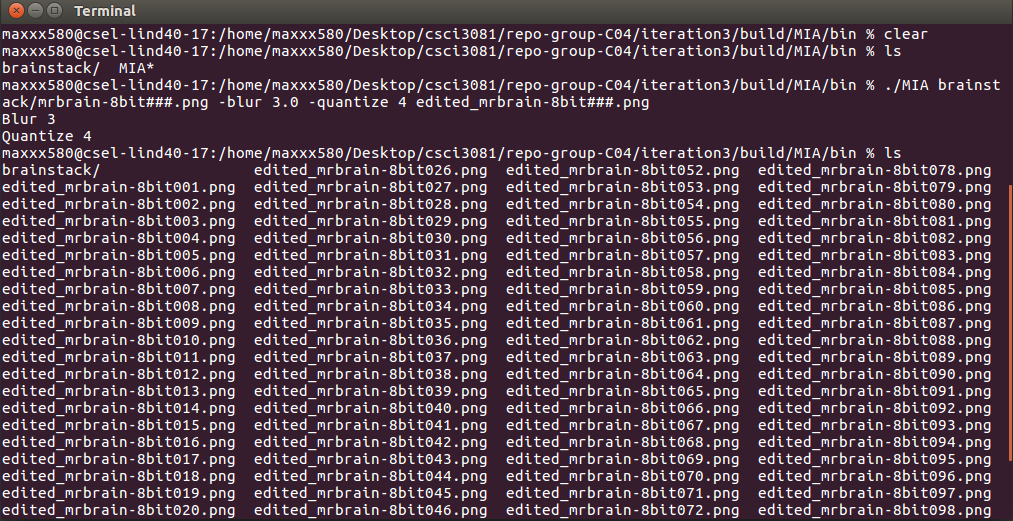 Terminal
maxxx580@csel-lind40-17:/home/maxxx580/Desktop/csci3081/repo-group-C04/iteration3/build/MIA/bin % clear
maxxx580@csel-lind40-17:/home/maxxx580/Desktop/csci3081/repo-group-C04/iteration3/build/MIA/bin % ls
brainstack/  MIA*
maxxx580@csel-lind40-17:/home/maxxx580/Desktop/csci3081/repo-group-C04/iteration3/build/MIA/bin % ./MIA brainst
ack/mrbrain-8bit###.png -blur 3.0 -quantize 4 edited_mrbrain-8bit###.png
Blur 3
Quantize 4
maxxx580@csel-lind40-17:/home/maxxx580/Desktop/csci3081/repo-group-C04/iteration3/build/MIA/bin % ls
brainstack/                 edited_mrbrain-8bit026.png  edited_mrbrain-8bit052.png  edited_mrbrain-8bit078.png
edited_mrbrain-8bit001.png  edited_mrbrain-8bit027.png  edited_mrbrain-8bit053.png  edited_mrbrain-8bit079.png
edited_mrbrain-8bit002.png  edited_mrbrain-8bit028.png  edited_mrbrain-8bit054.png  edited_mrbrain-8bit080.png
edited_mrbrain-8bit003.png  edited_mrbrain-8bit029.png  edited_mrbrain-8bit055.png  edited_mrbrain-8bit081.png
edited_mrbrain-8bit004.png  edited_mrbrain-8bit030.png  edited_mrbrain-8bit056.png  edited_mrbrain-8bit082.png
edited_mrbrain-8bit005.png  edited_mrbrain-8bit031.png  edited_mrbrain-8bit057.png  edited_mrbrain-8bit083.png
edited_mrbrain-8bit006.png  edited_mrbrain-8bit032.png  edited_mrbrain-8bit058.png  edited_mrbrain-8bit084.png
edited_mrbrain-8bit007.png  edited_mrbrain-8bit033.png  edited_mrbrain-8bit059.png  edited_mrbrain-8bit085.png
edited_mrbrain-8bit008.png  edited_mrbrain-8bit034.png  edited_mrbrain-8bit060.png  edited_mrbrain-8bit086.png
edited_mrbrain-8bit009.png  edited_mrbrain-8bit035.png  edited_mrbrain-8bit061.png  edited_mrbrain-8bit087.png
edited_mrbrain-8bit010.png  edited_mrbrain-8bit036.png  edited_mrbrain-8bit062.png  edited_mrbrain-8bit088.png
edited_mrbrain-8bit011.png  edited_mrbrain-8bit037.png  edited_mrbrain-8bit063.png  edited_mrbrain-8bit089.png
edited_mrbrain-8bit012.png  edited_mrbrain-8bit038.png  edited_mrbrain-8bit064.png  edited_mrbrain-8bit090.png
edited_mrbrain-8bit013.png  edited_mrbrain-8bit039.png  edited_mrbrain-8bit065.png  edited_mrbrain-8bit091.png
edited_mrbrain-8bit014.png  edited_mrbrain-8bit040.png  edited_mrbrain-8bit066.png  edited_mrbrain-8bit092.png
edited_mrbrain-8bit015.png  edited_mrbrain-8bit041.png  edited_mrbrain-8bit067.png  edited_mrbrain-8bit093.png
edited_mrbrain-8bit016.png  edited_mrbrain-8bit042.png  edited_mrbrain-8bit068.png  edited_mrbrain-8bit094.png
edited_mrbrain-8bit017.png  edited_mrbrain-8bit043.png  edited_mrbrain-8bit069.png  edited_mrbrain-8bit095.png
edited_mrbrain-8bit018.png  edited_mrbrain-8bit044.png  edited_mrbrain-8bit070.png  edited_mrbrain-8bit096.png
edited_mrbrain-8bit019.png  edited_mrbrain-8bit045.png  edited_mrbrain-8bit071.png  edited_mrbrain-8bit097.png
edited_mrbrain-8bit020.png  edited_mrbrain-8bit046.png  edited_mrbrain-8bit072.png  edited_mrbrain-8bit098.png